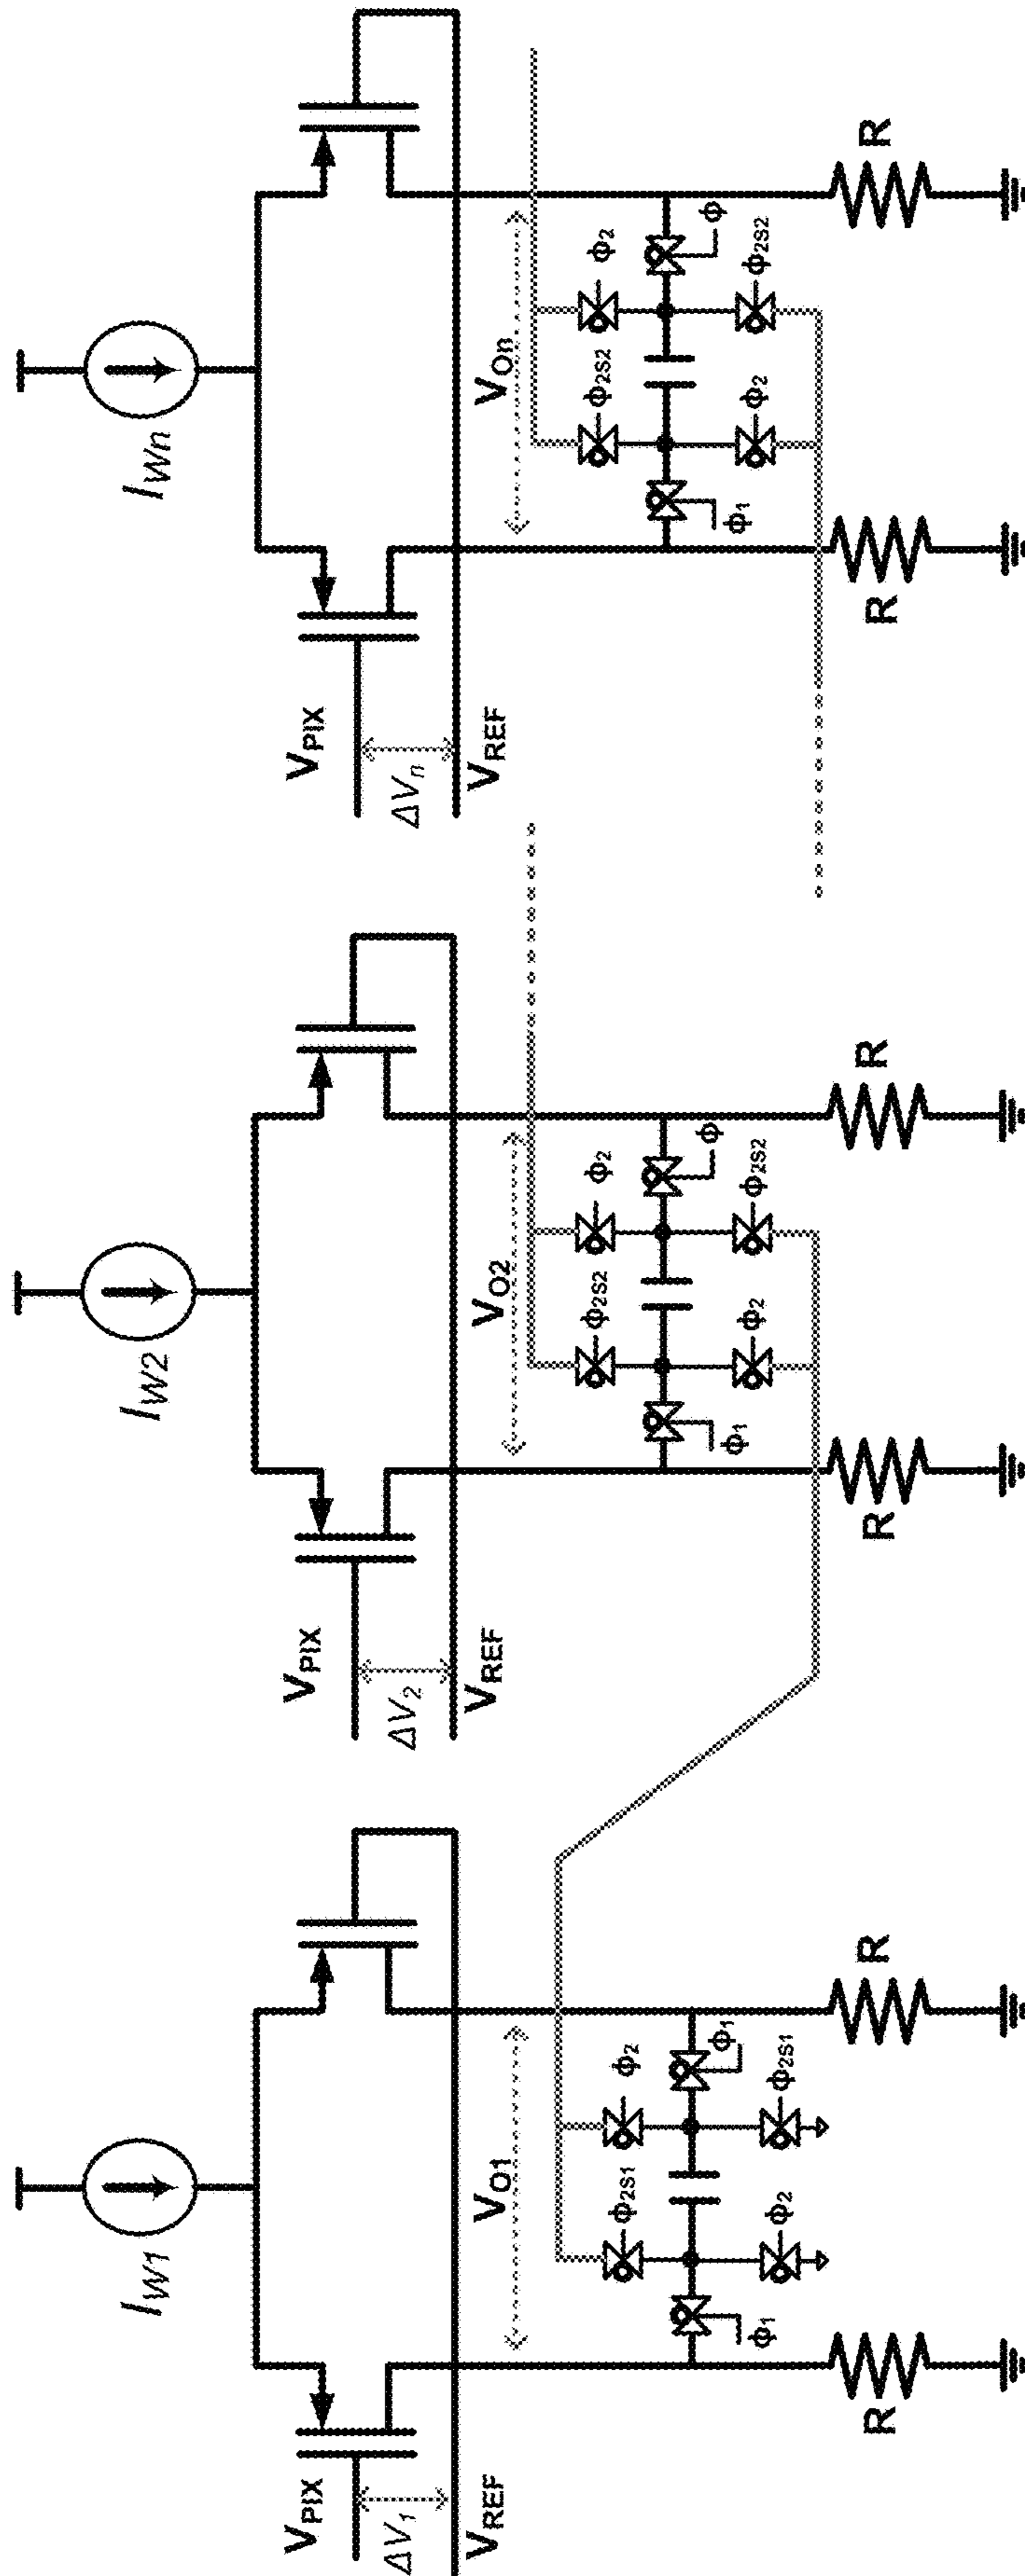 I_W1
V_PIX
ΔV_1
V_REF
V_O1
Φ_2S1
Φ_2
Φ_1
Φ_1
Φ_2
Φ_2S1
R
R
I_W2
V_PIX
ΔV_2
V_REF
V_O2
Φ_2S2
Φ_2
Φ_1
Φ
Φ_2
Φ_2S2
R
R
I_Wn
V_PIX
ΔV_n
V_REF
V_On
Φ_2S2
Φ_2
Φ_1
Φ
Φ_2
Φ_2S2
R
R